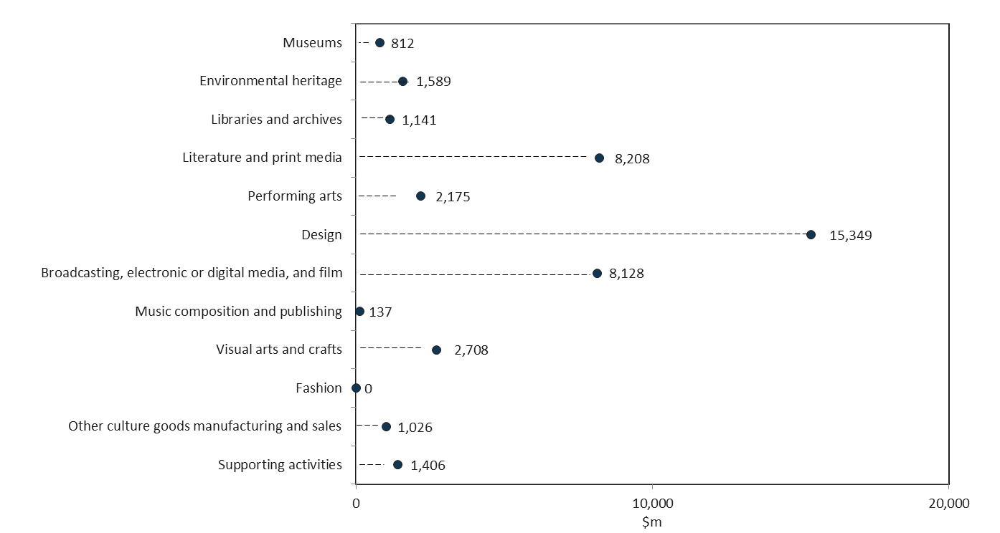 Museums 812
Environmental heritage 1,589
Libraries and archives 1,141
Literature and print media 8,208
Performing arts 2,175
Design 15,349
Broadcasting, electronic or digital media, and film 8,128
Music composition and publishing 137
Visual arts and crafts 2,708
Fashion 0
Other culture goods manufacturing and sales 1,026
Supporting activities 1,406
0 10,000 20,000
$m